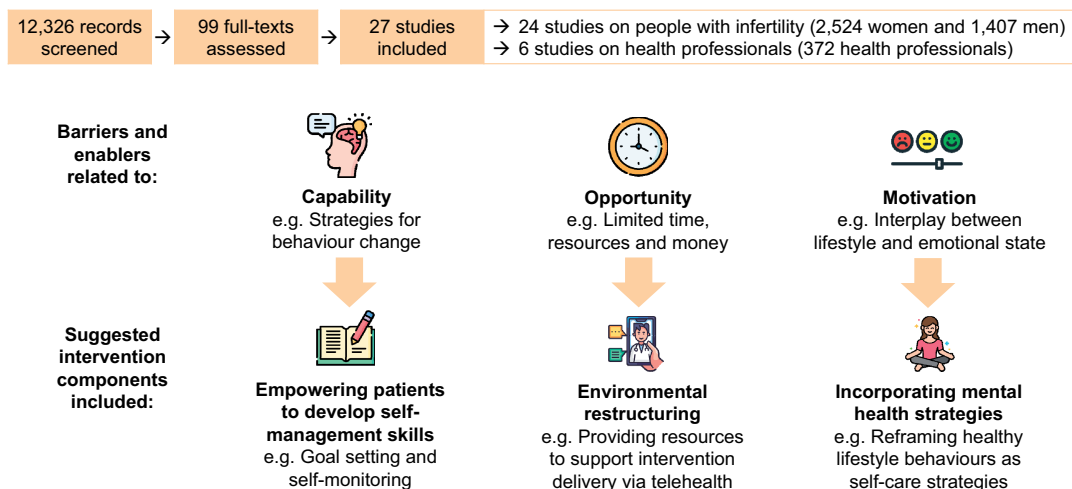 12,326 records
screened
→
99 full-texts
assessed
→
27 studies
included
→ 24 studies on people with infertility (2,524 women and 1,407 men)
→ 6 studies on health professionals (372 health professionals)
Barriers and
enablers
related to:
Capability
e.g. Strategies for
behaviour change
Opportunity
e.g. Limited time,
resources and money
Motivation
e.g. Interplay between
lifestyle and emotional state
Suggested
intervention
components
included:
Empowering patients
to develop self-
management skills
e.g. Goal setting and
self-monitoring
Environmental
restructuring
e.g. Providing resources
to support intervention
delivery via telehealth
Incorporating mental
health strategies
e.g. Reframing healthy
lifestyle behaviours as
self-care strategies